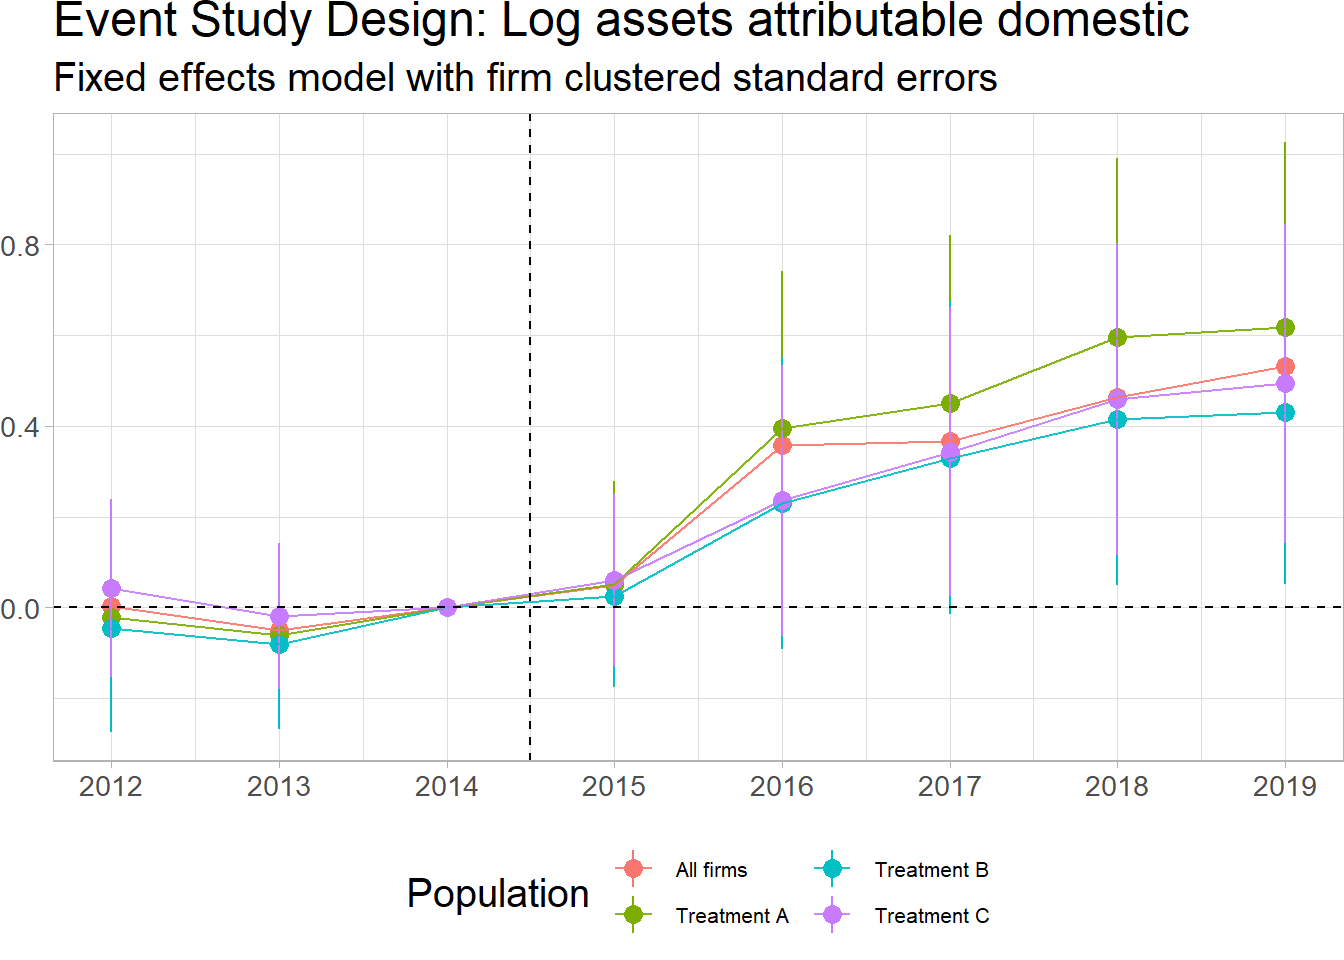 Event Study Design: Log assets attributable domestic
Fixed effects model with firm clustered standard errors
0.8
0.4
0.0
2012 2013 2014 2015 2016 2017 2018 2019
Population
All firms Treatment B
Treatment A Treatment C